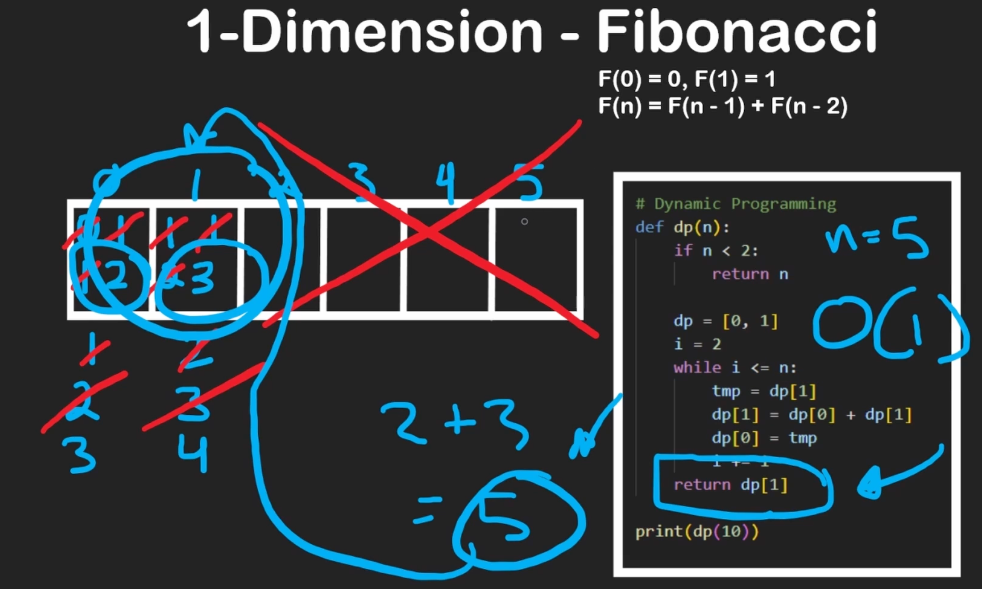 1-Dimension - Fibonacci
F(0) = 0, F(1) = 1
F(n) = F(n - 1) + F(n - 2)
0 1 2 3 4 5
0 1 1 1
1 2 2 3
1 2
2 3
3 4
2 + 3
= 5
# Dynamic Programming
def dp(n):
if n < 2:
return n
dp = [0, 1]
i = 2
while i <= n:
tmp = dp[1]
dp[1] = dp[0] + dp[1]
dp[0] = tmp
i += 1
return dp[1]
print(dp(10))
n=5
O(1)